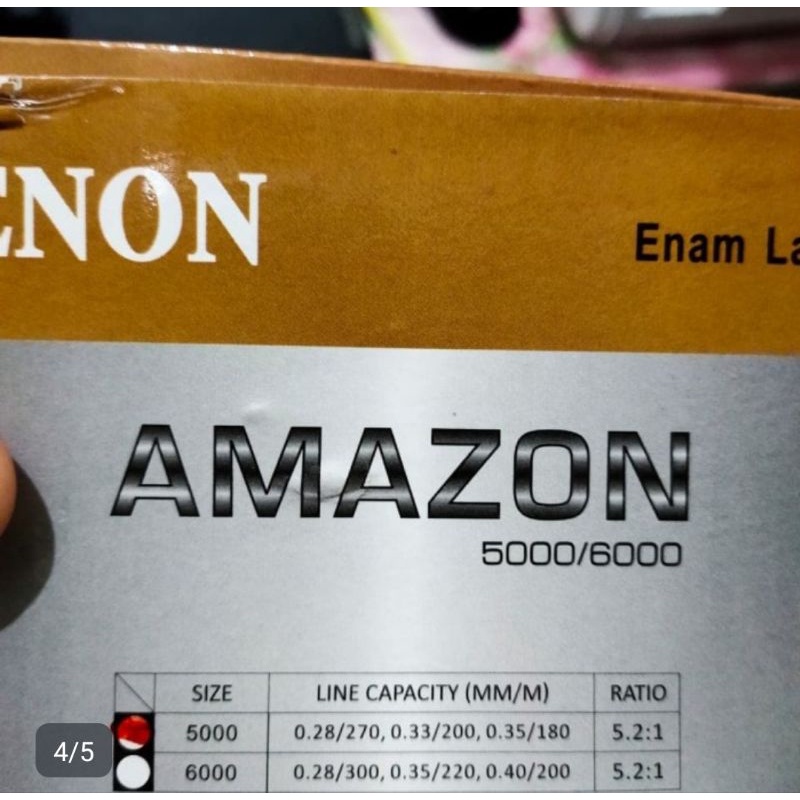 ENON
Enam La
AMAZON
5000/6000
SIZE LINE CAPACITY (MM/M) RATIO
5000 0.28/270, 0.33/200, 0.35/180 5.2:1
6000 0.28/300, 0.35/220, 0.40/200 5.2:1
4/5